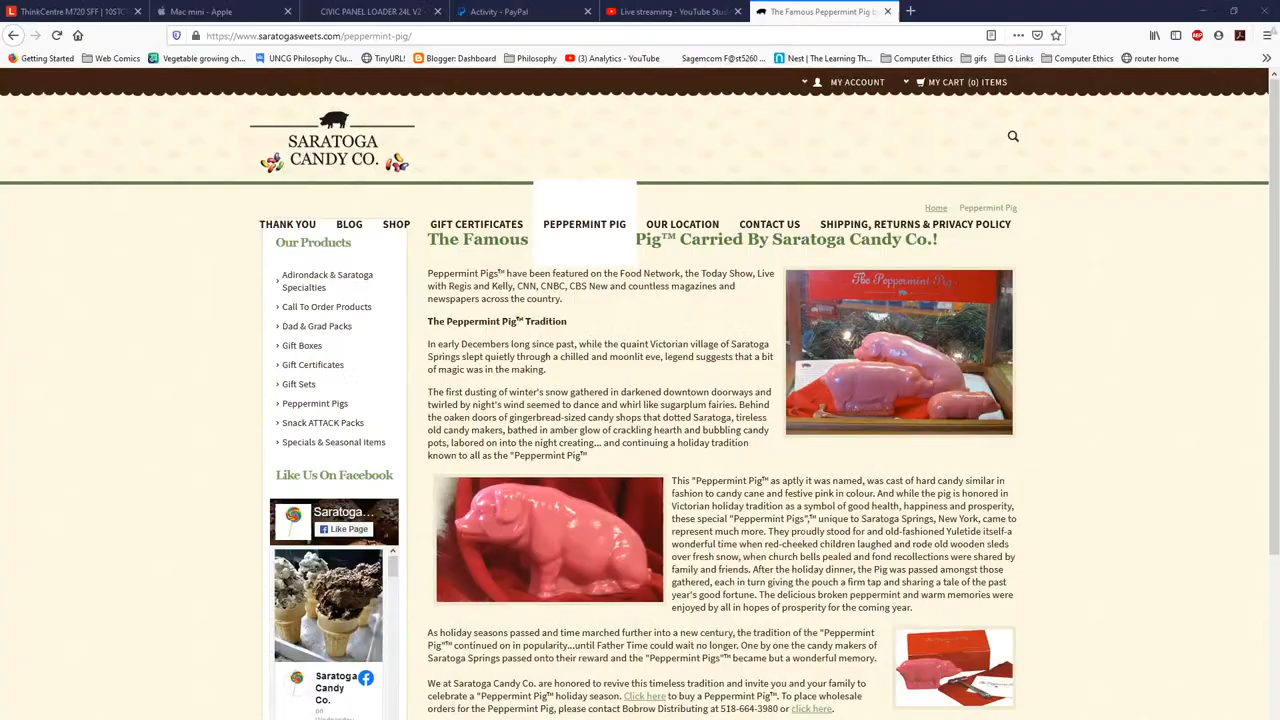 ThinkCentre M720 SFF | 10STC
Mac mini - Apple
CIVIC PANEL LOADER 24L V2 -
Activity - PayPal
Live streaming - YouTube Stud
The Famous Peppermint Pig b
https://www.saratogasweets.com/peppermint-pig/
Getting Started
Web Comics
Vegetable growing ch...
UNCG Philosophy Clu...
TinyURL!
Blogger: Dashboard
Philosophy
(3) Analytics - YouTube
Sagemcom F@st5260 ...
Nest | The Learning Th...
Computer Ethics
gifs
G Links
Computer Ethics
router home
MY ACCOUNT
MY CART (0) ITEMS
SARATOGA
CANDY CO.
Home Peppermint Pig
THANK YOU BLOG SHOP GIFT CERTIFICATES PEPPERMINT PIG OUR LOCATION CONTACT US SHIPPING, RETURNS & PRIVACY POLICY
Our Products
Adirondack & Saratoga
Specialties
Call To Order Products
Dad & Grad Packs
Gift Boxes
Gift Certificates
Gift Sets
Peppermint Pigs
Snack ATTACK Packs
Specials & Seasonal Items
Like Us On Facebook
Saratoga...
Like Page
Saratoga
Candy
Co.
on
The Famous Pig™ Carried By Saratoga Candy Co.!
Peppermint Pigs™ have been featured on the Food Network, the Today Show, Live
with Regis and Kelly, CNN, CNBC, CBS New and countless magazines and
newspapers across the country.
The Peppermint Pig™ Tradition
In early Decembers long since past, while the quaint Victorian village of Saratoga
Springs slept quietly through a chilled and moonlit eve, legend suggests that a bit
of magic was in the making.
The first dusting of winter's snow gathered in darkened downtown doorways and
twirled by night's wind seemed to dance and whirl like sugarplum fairies. Behind
the oaken doors of gingerbread-sized candy shops that dotted Saratoga, tireless
old candy makers, bathed in amber glow of crackling hearth and bubbling candy
pots, labored on into the night creating... and continuing a holiday tradition
known to all as the "Peppermint Pig™
The Peppermint Pig
This "Peppermint Pig™ as aptly it was named, was cast of hard candy similar in
fashion to candy cane and festive pink in colour. And while the pig is honored in
Victorian holiday tradition as a symbol of good health, happiness and prosperity,
these special "Peppermint Pigs",™ unique to Saratoga Springs, New York, came to
represent much more. They proudly stood for and old-fashioned Yuletide itself-a
wonderful time when red-cheeked children laughed and rode old wooden sleds
over fresh snow, when church bells pealed and fond recollections were shared by
family and friends. After the holiday dinner, the Pig was passed amongst those
gathered, each in turn giving the pouch a firm tap and sharing a tale of the past
year's good fortune. The delicious broken peppermint and warm memories were
enjoyed by all in hopes of prosperity for the coming year.
As holiday seasons passed and time marched further into a new century, the tradition of the "Peppermint
Pig"™ continued on in popularity...until Father Time could wait no longer. One by one the candy makers of
Saratoga Springs passed onto their reward and the "Peppermint Pigs"™ became but a wonderful memory.
We at Saratoga Candy Co. are honored to revive this timeless tradition and invite you and your family to
celebrate a "Peppermint Pig™ holiday season. Click here to buy a Peppermint Pig™. To place wholesale
orders for the Peppermint Pig, please contact Bobrow Distributing at 518-664-3980 or click here.